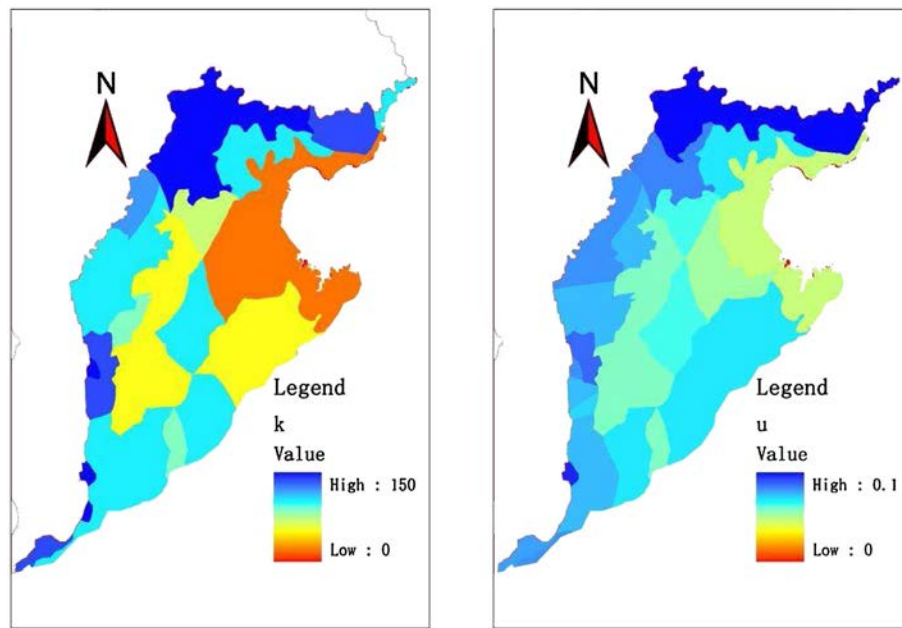 N
Legend
k
Value
High : 150
Low : 0
N
Legend
u
Value
High : 0.1
Low : 0